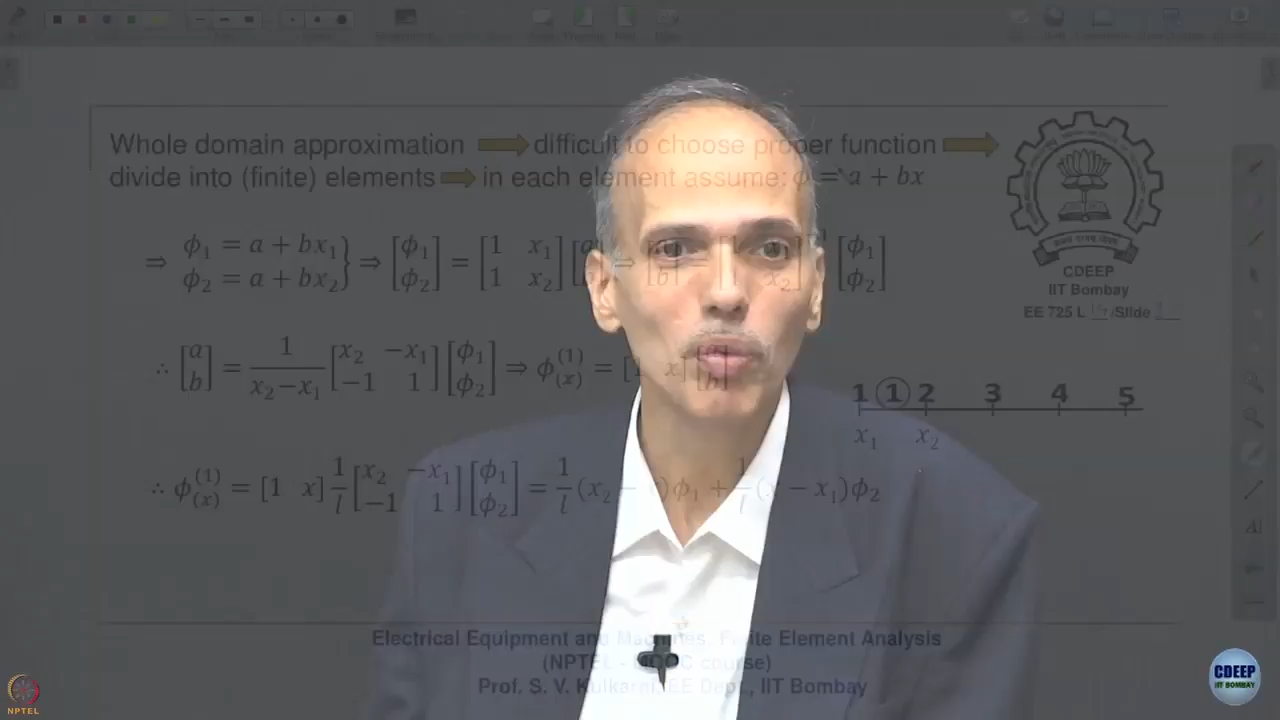 Whole domain approximation ⟹ difficult to choose proper function ⟹
divide into (finite) elements ⟹ in each element assume: ϕ = a + bx
⇒ ϕ₁ = a + bx₁ ϕ₂ = a + bx₂} ⇒ [ϕ₁ ϕ₂] = [1 x₁ 1 x₂] [a b] ⇒ [ϕ₁ ϕ₂]
∴ [a b] = 1/(x₂−x₁) [x₂ −x₁ −1 1] [ϕ₁ ϕ₂] ⇒ ϕ₍ₓ₎⁽¹⁾ = [1 x] [a b]
∴ ϕ₍ₓ₎⁽¹⁾ = [1 x] 1/l [x₂ −x₁ −1 1] [ϕ₁ ϕ₂] = 1/l (x₂ − x)ϕ₁ + 1/l (x − x₁)ϕ₂
CDEEP
IIT Bombay
EE 725 L /Slide
1 ① 2 3 4 5
x₁ x₂
Electrical Equipment and Machines: Finite Element Analysis
(NPTEL - MOOC course)
Prof. S. V. Kulkarni, EE Dept., IIT Bombay
NPTEL
CDEEP
IIT BOMBAY